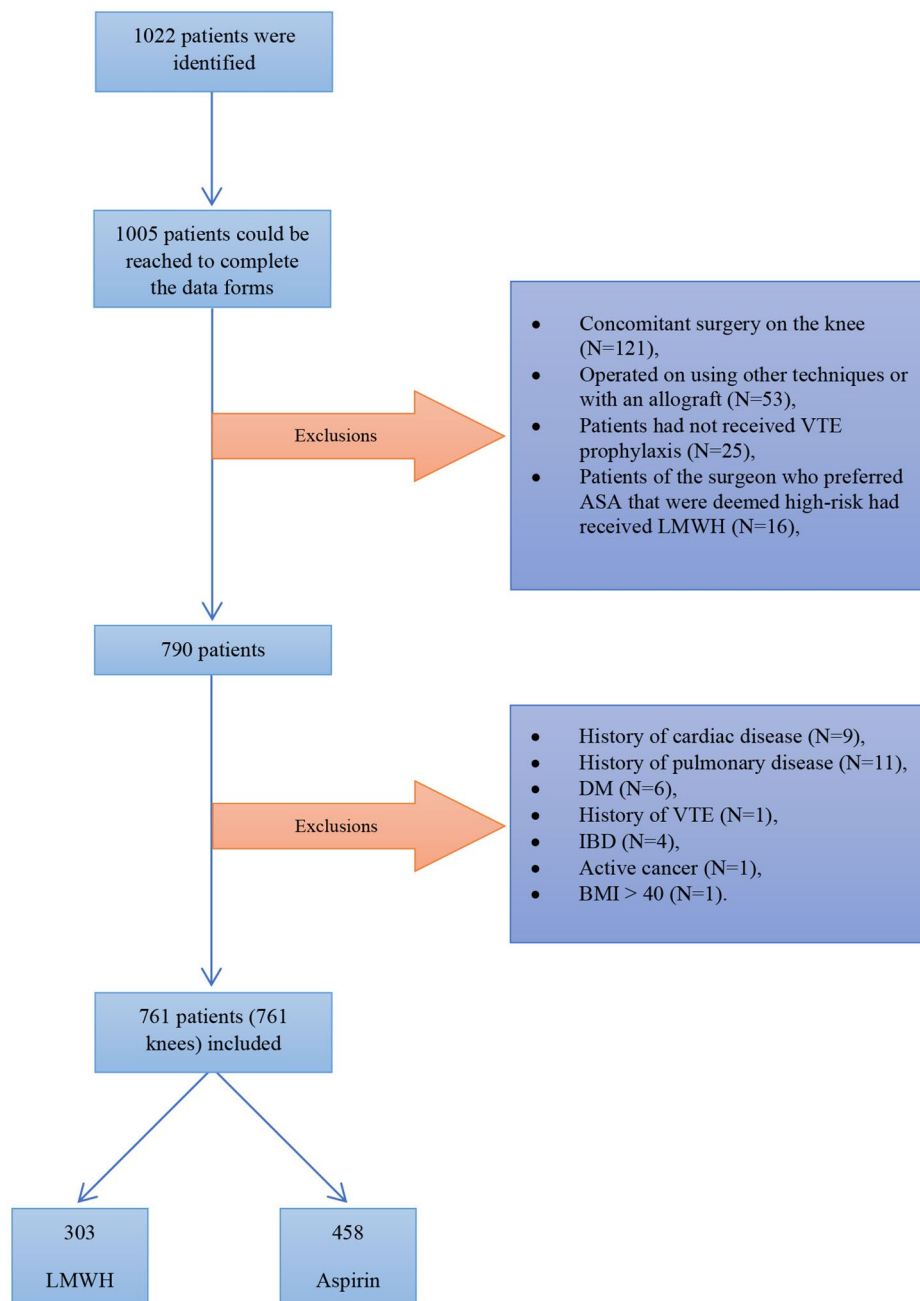 1022 patients were
identified
1005 patients could be
reached to complete
the data forms
Exclusions
• Concomitant surgery on the knee
(N=121),
• Operated on using other techniques or
with an allograft (N=53),
• Patients had not received VTE
prophylaxis (N=25),
• Patients of the surgeon who preferred
ASA that were deemed high-risk had
received LMWH (N=16),
790 patients
Exclusions
• History of cardiac disease (N=9),
• History of pulmonary disease (N=11),
• DM (N=6),
• History of VTE (N=1),
• IBD (N=4),
• Active cancer (N=1),
• BMI > 40 (N=1).
761 patients (761
knees) included
303
LMWH
458
Aspirin